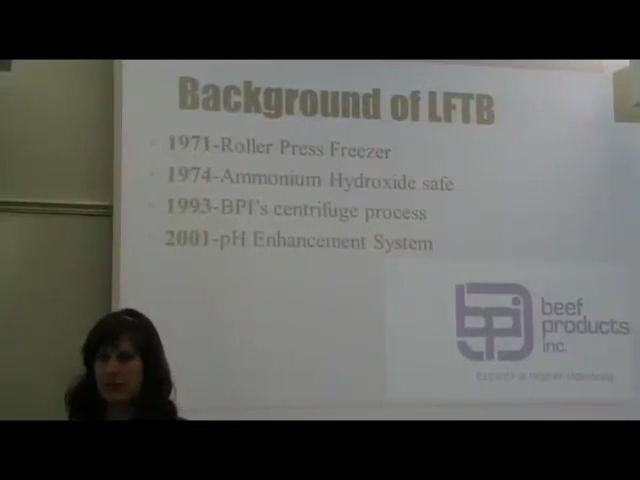 Background of LFTB
1971-Roller Press Freezer
1974-Ammonium Hydroxide safe
1993-BPI's centrifuge process
2001-pH Enhancement System
bpi
beef
products
inc.